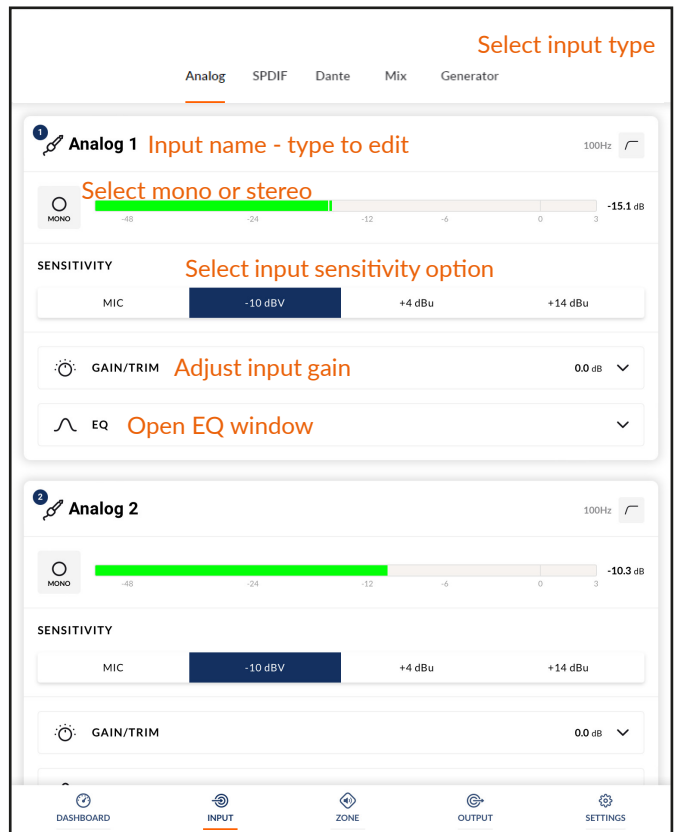 Select input type
Analog SPDIF Dante Mix Generator
1
Analog 1 Input name - type to edit 100Hz
Select mono or stereo
MONO -15.1 dB
-48 -24 -12 -6 0 3
SENSITIVITY Select input sensitivity option
MIC -10 dBV +4 dBu +14 dBu
GAIN/TRIM Adjust input gain 0.0 dB
EQ Open EQ window
2
Analog 2 100Hz
MONO -10.3 dB
-48 -24 -12 -6 0 3
SENSITIVITY
MIC -10 dBV +4 dBu +14 dBu
GAIN/TRIM 0.0 dB
DASHBOARD INPUT ZONE OUTPUT SETTINGS